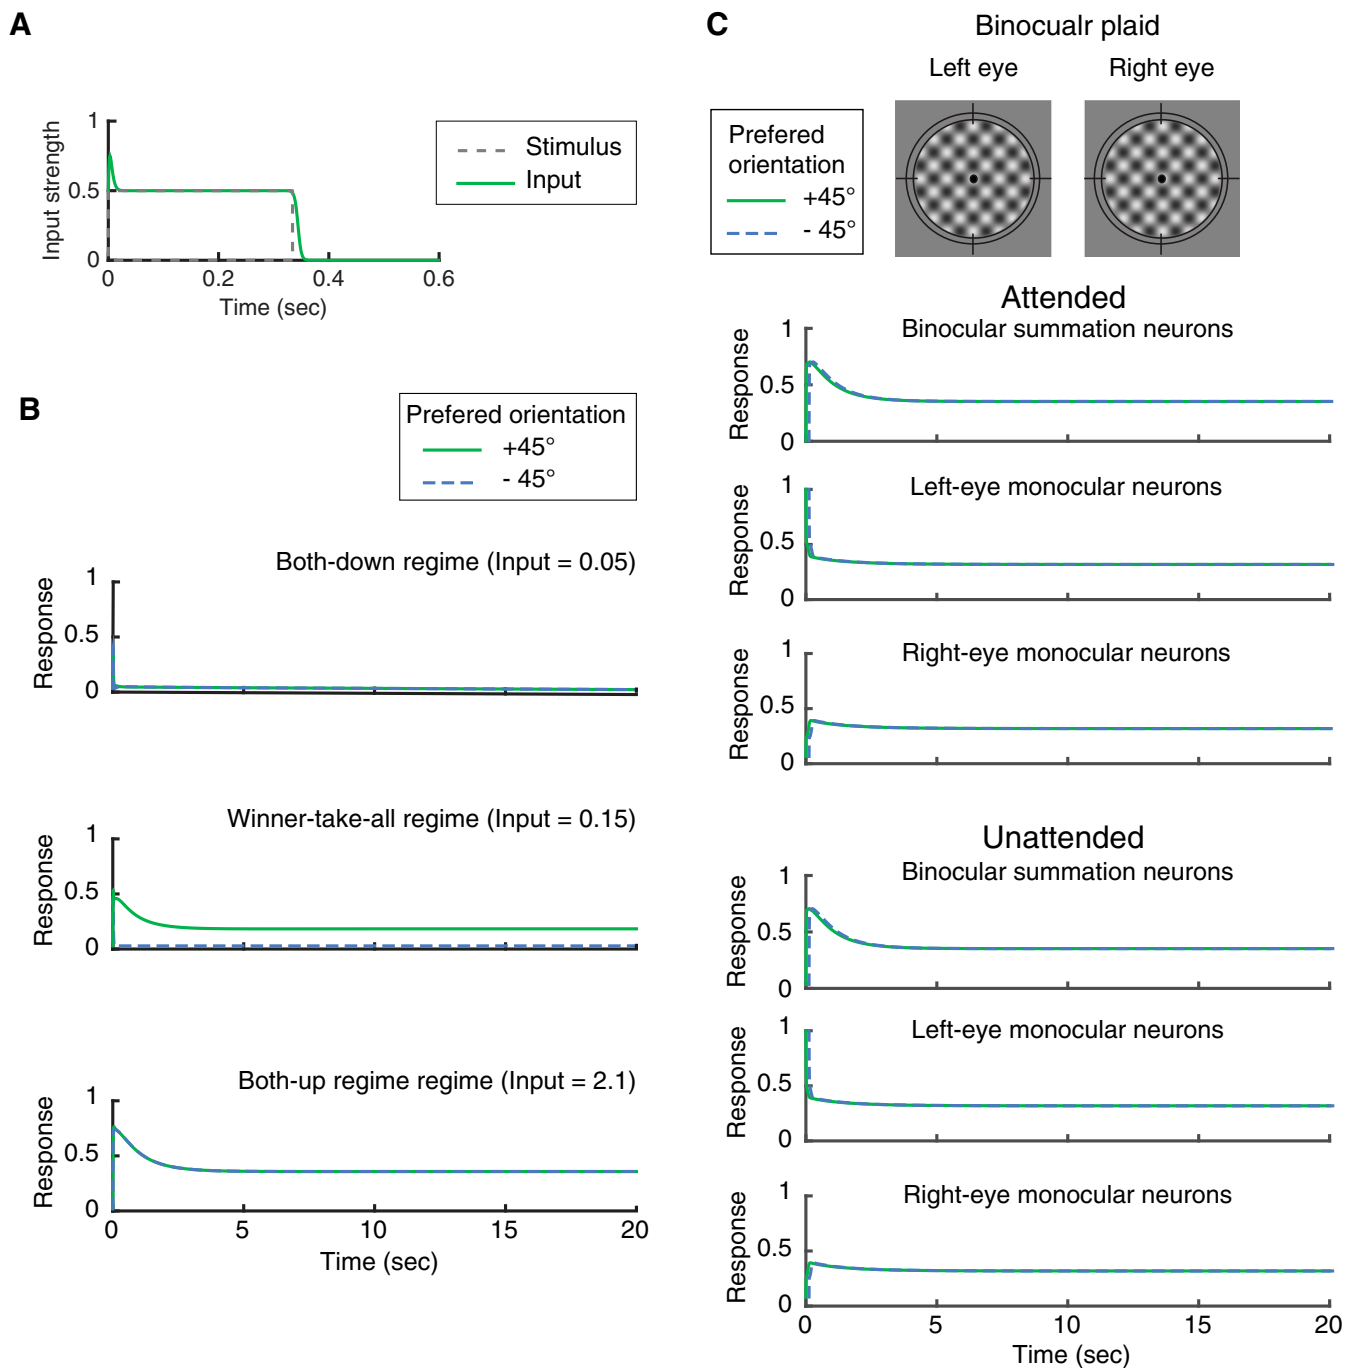 A
1
0.5
0
Input strength
0
0.2
0.4
0.6
Time (sec)
Stimulus
Input
B
Prefered orientation
+45°
- 45°
Both-down regime (Input = 0.05)
1
0.5
0
Response
Winner-take-all regime (Input = 0.15)
1
0.5
0
Response
Both-up regime regime (Input = 2.1)
1
0.5
0
Response
0
5
10
15
20
Time (sec)
C
Binocualr plaid
Left eye
Right eye
Prefered
orientation
+45°
- 45°
Attended
Binocular summation neurons
1
0.5
0
Response
Left-eye monocular neurons
1
0.5
0
Response
Right-eye monocular neurons
1
0.5
0
Response
Unattended
Binocular summation neurons
1
0.5
0
Response
Left-eye monocular neurons
1
0.5
0
Response
Right-eye monocular neurons
1
0.5
0
Response
0
5
10
15
20
Time (sec)